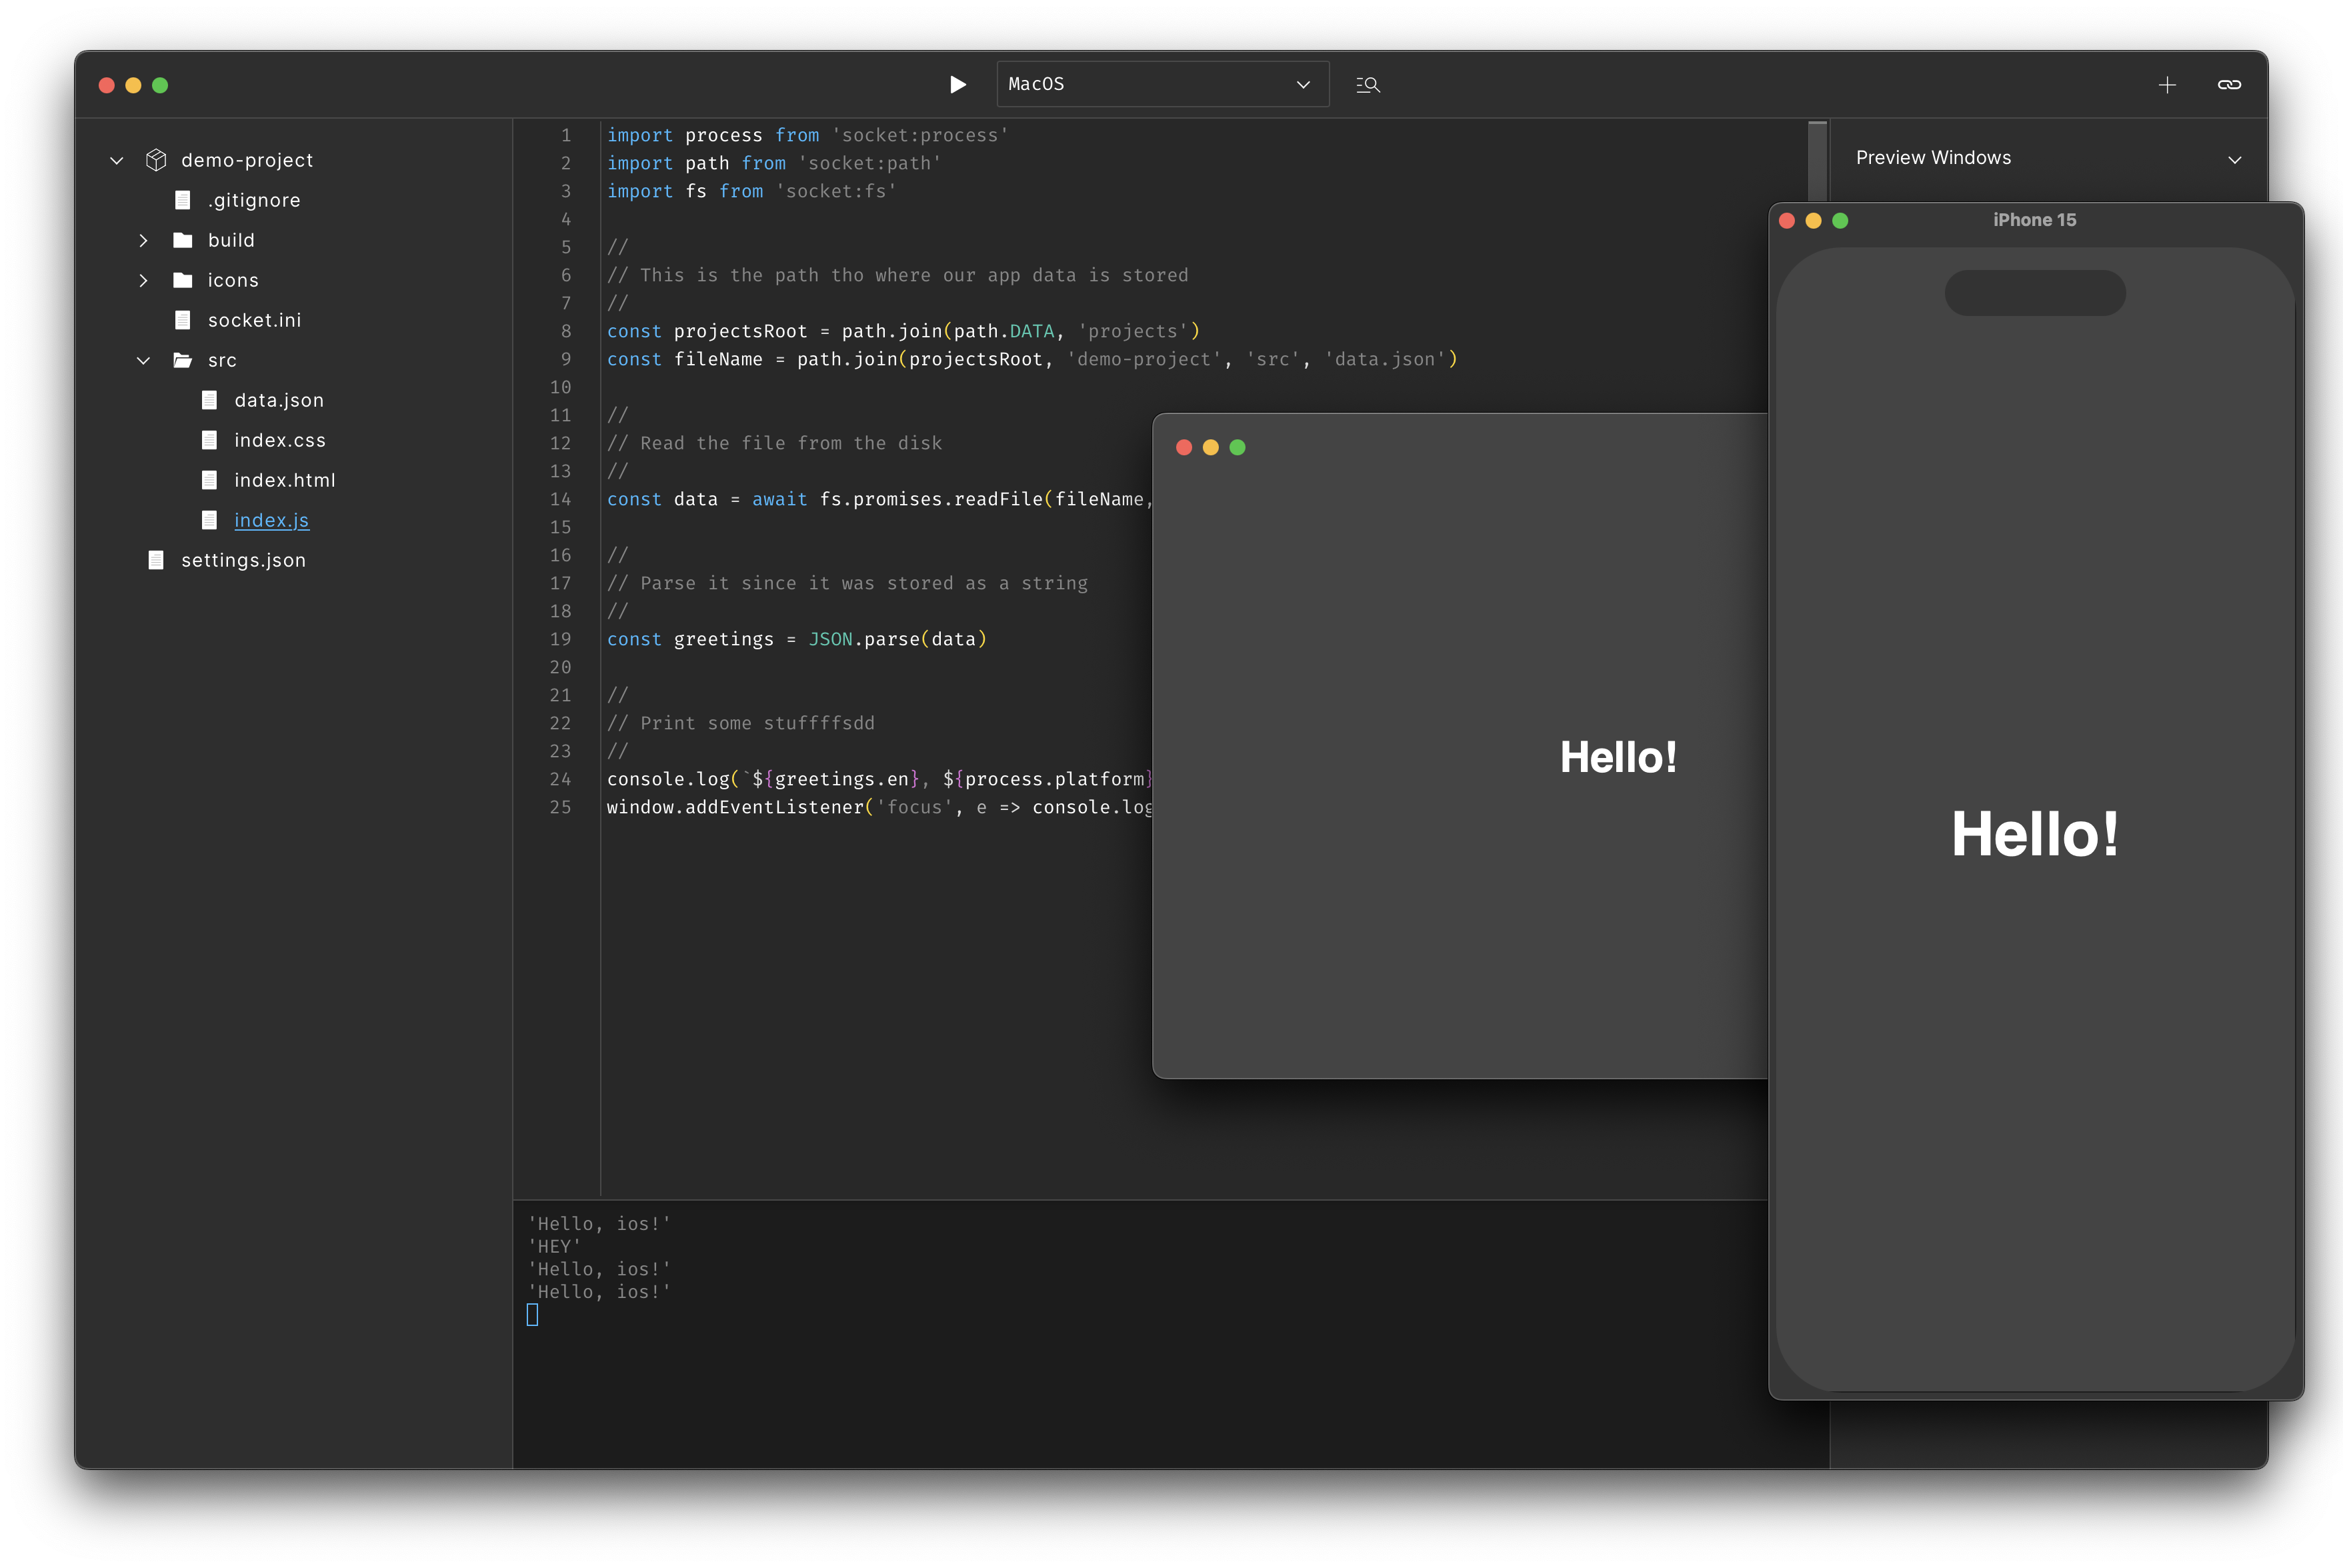 MacOS
demo-project
.gitignore
build
icons
socket.ini
src
data.json
index.css
index.html
index.js
settings.json
1 import process from 'socket:process'
2 import path from 'socket:path'
3 import fs from 'socket:fs'
4
5 //
6 // This is the path tho where our app data is stored
7 //
8 const projectsRoot = path.join(path.DATA, 'projects')
9 const fileName = path.join(projectsRoot, 'demo-project', 'src', 'data.json')
10
11 //
12 // Read the file from the disk
13 //
14 const data = await fs.promises.readFile(fileName,
15
16 //
17 // Parse it since it was stored as a string
18 //
19 const greetings = JSON.parse(data)
20
21 //
22 // Print some stuffffsdd
23 //
24 console.log(`${greetings.en}, ${process.platform}
25 window.addEventListener('focus', e => console.log
'Hello, ios!'
'HEY'
'Hello, ios!'
'Hello, ios!'
Hello!
Preview Windows
iPhone 15
Hello!